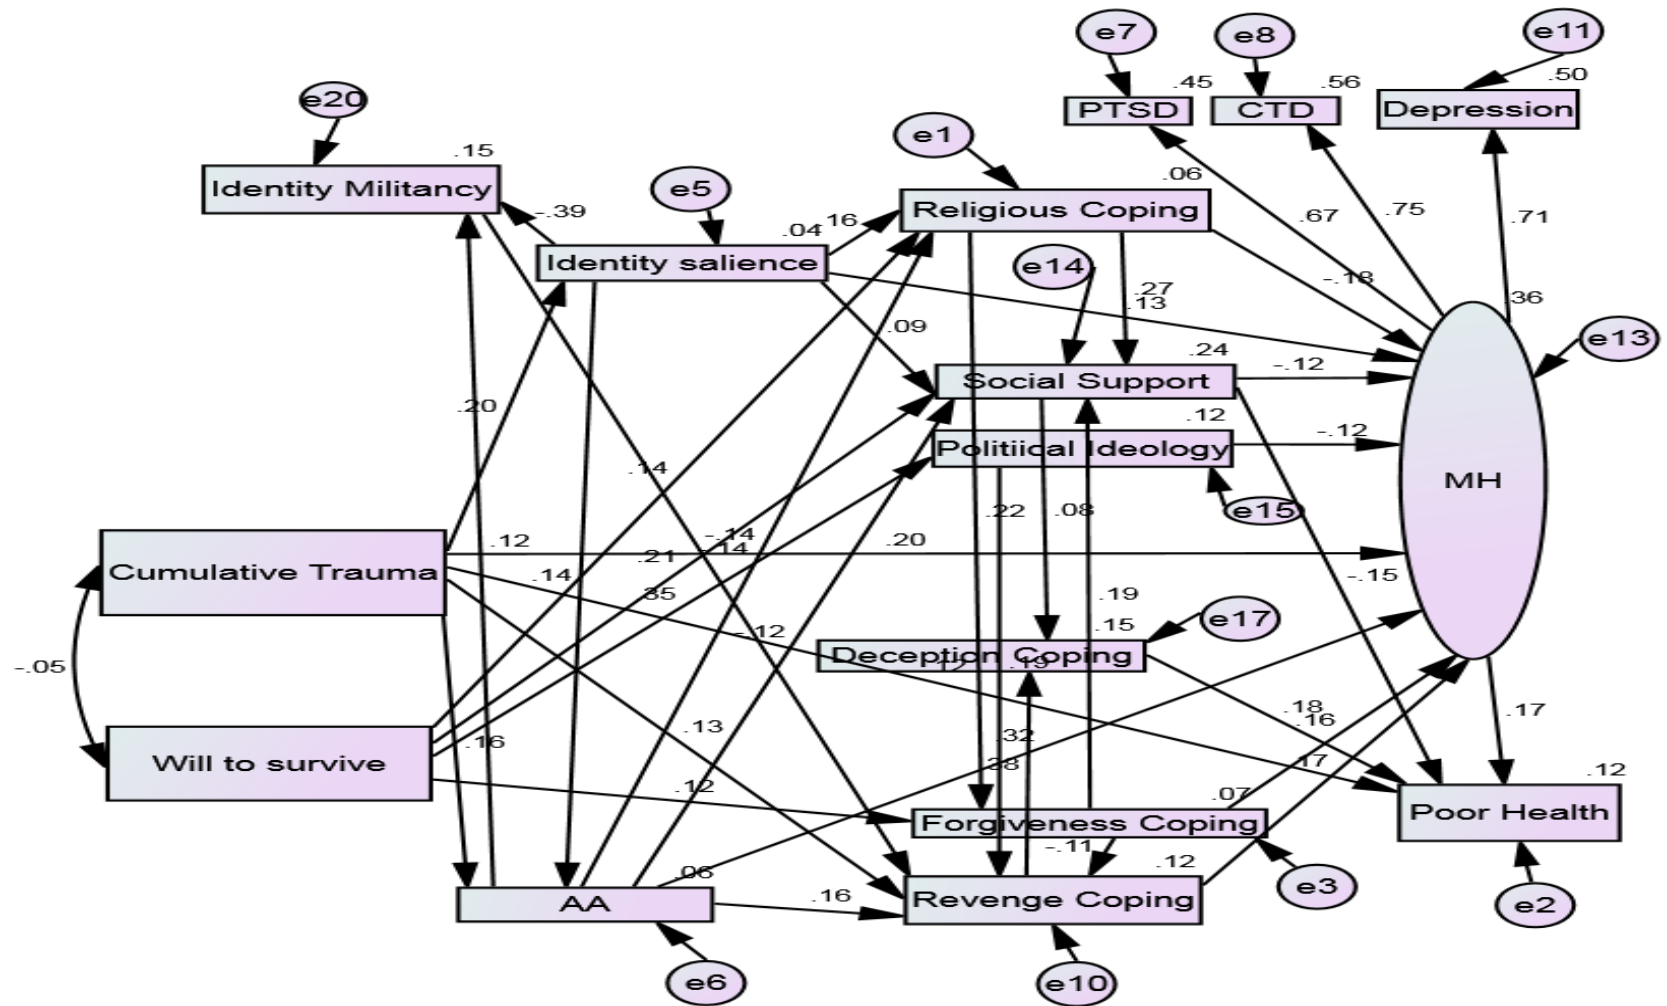 e7
e8
e11
.45
.56
.50
PTSD
CTD
Depression
e20
e1
.15
.06
Identity Militancy
e5
Religious Coping
.67
.75
.71
-.39
.04
.16
Identity salience
e14
-.18
.27
.13
.36
.09
e13
.24
Social Support
-.12
.20
.12
Politiical Ideology
-.12
.14
MH
.22
.08
e15
.12
-.14
.14
.20
.21
Cumulative Trauma
.14
.35
-.15
.19
.15
e17
-.12
Deception Coping
.19
-.05
.18
.16
.17
.13
.32
.16
Will to survive
.38
.17
.12
.12
.07
Poor Health
Forgiveness Coping
-.11
.12
.06
.16
AA
Revenge Coping
e3
e2
e6
e10